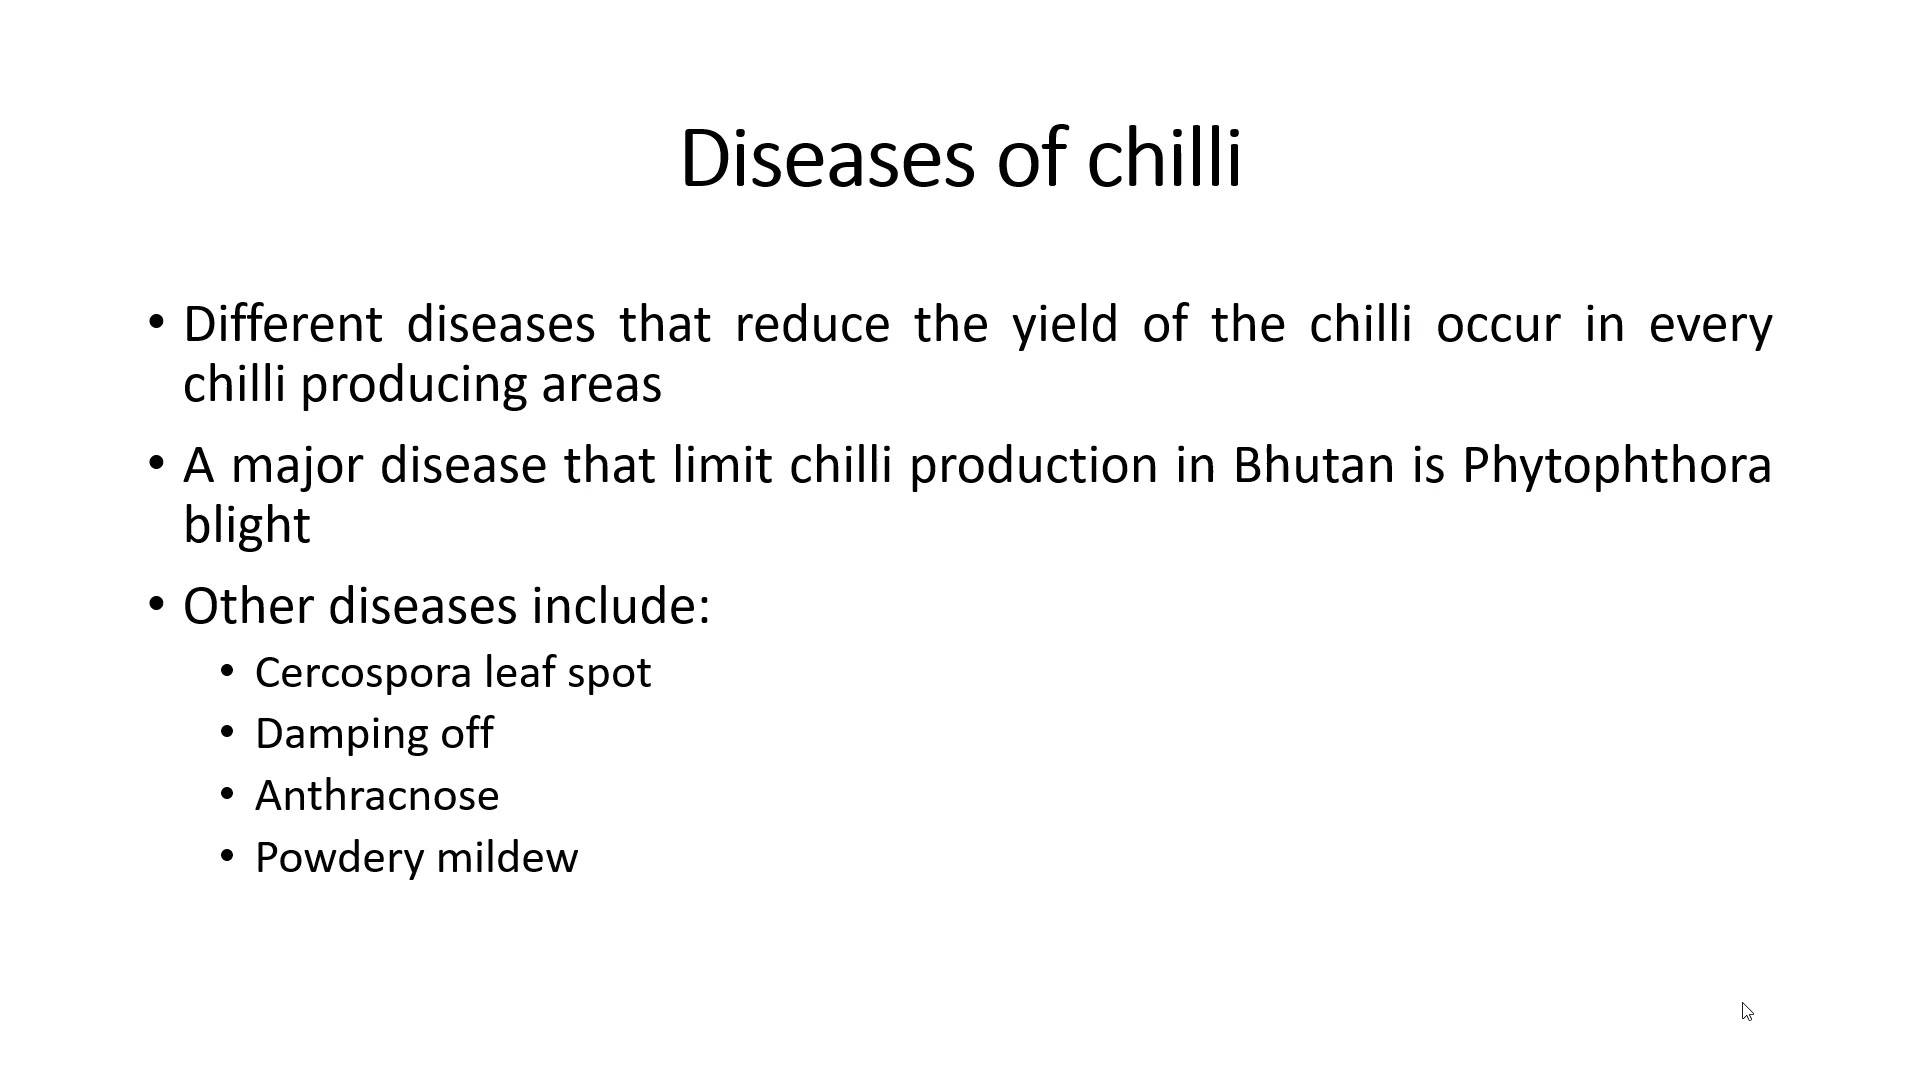 Diseases of chilli
• Different diseases that reduce the yield of the chilli occur in every
chilli producing areas
• A major disease that limit chilli production in Bhutan is Phytophthora
blight
• Other diseases include:
• Cercospora leaf spot
• Damping off
• Anthracnose
• Powdery mildew